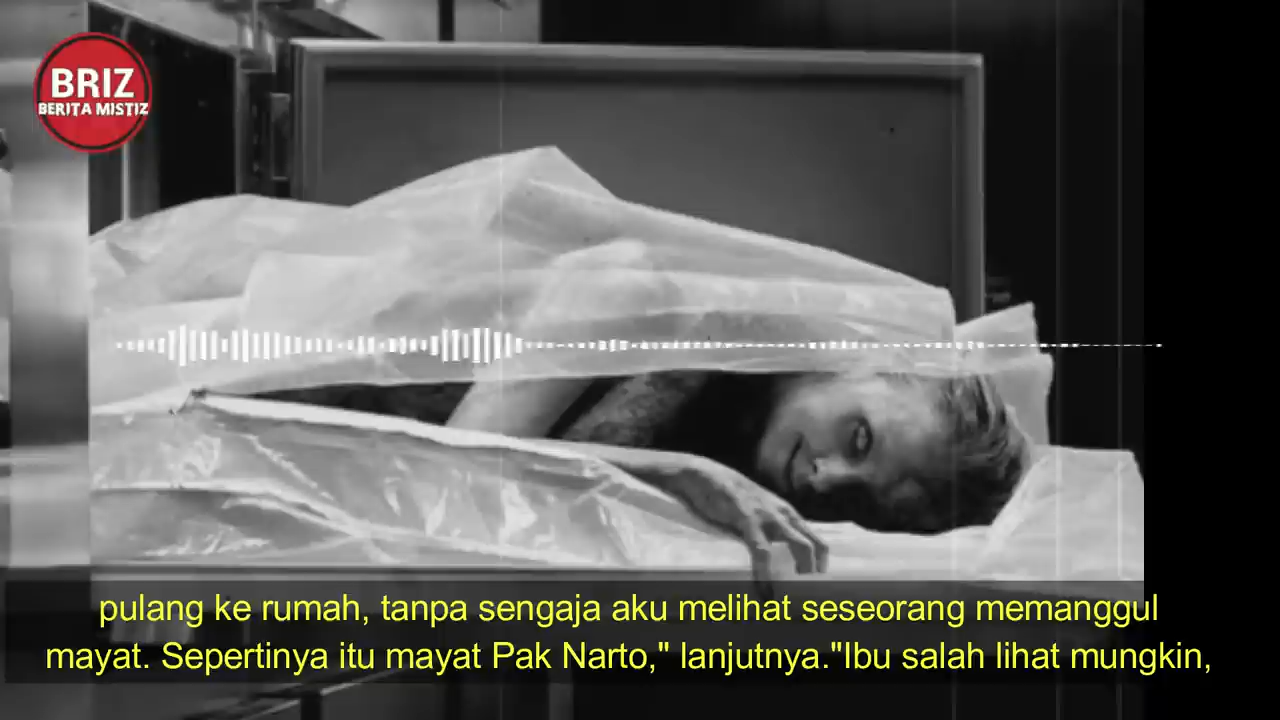 BRIZ
BERITA MISTIZ
pulang ke rumah, tanpa sengaja aku melihat seseorang memanggul
mayat. Sepertinya itu mayat Pak Narto," lanjutnya."Ibu salah lihat mungkin,